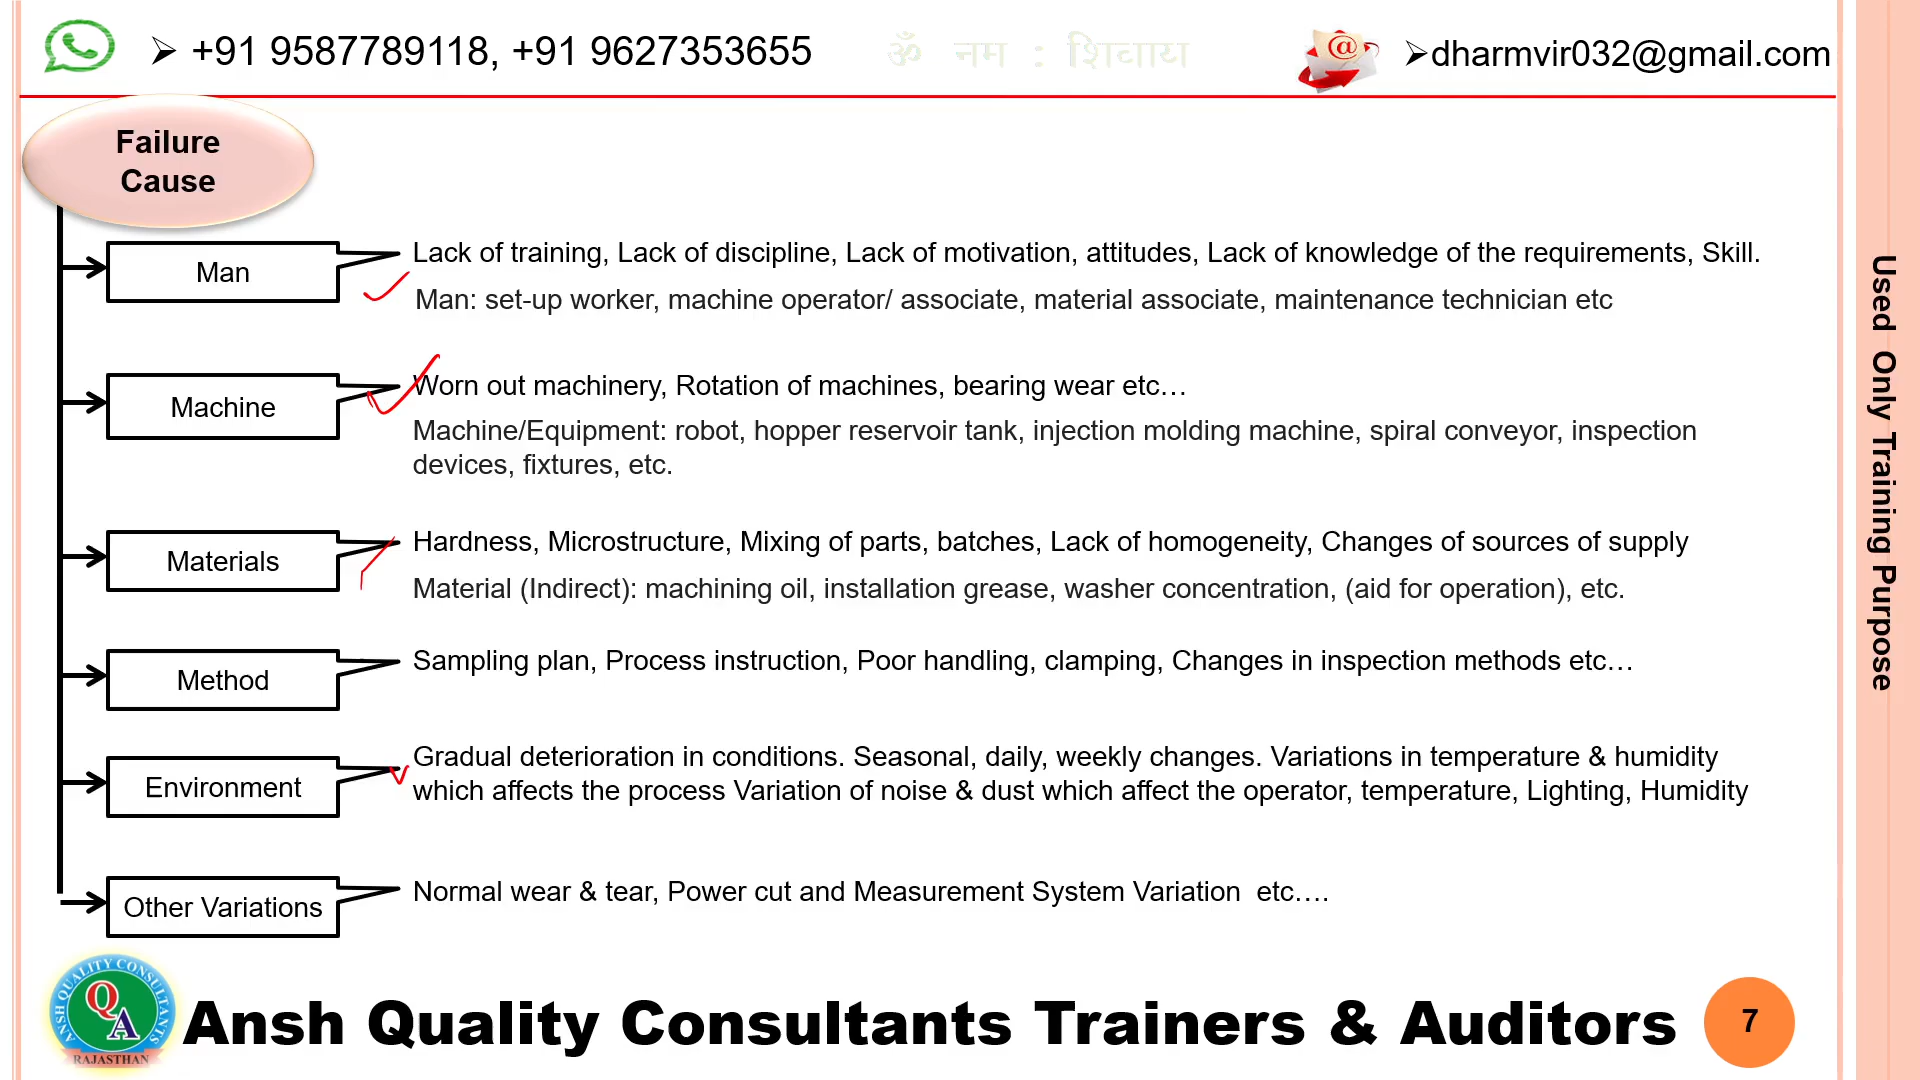 ➢ +91 9587789118, +91 9627353655
ॐ नम : शिवाय
➢dharmvir032@gmail.com
Failure
Cause
Man
Lack of training, Lack of discipline, Lack of motivation, attitudes, Lack of knowledge of the requirements, Skill.
Man: set-up worker, machine operator/ associate, material associate, maintenance technician etc
Machine
Worn out machinery, Rotation of machines, bearing wear etc…
Machine/Equipment: robot, hopper reservoir tank, injection molding machine, spiral conveyor, inspection
devices, fixtures, etc.
Materials
Hardness, Microstructure, Mixing of parts, batches, Lack of homogeneity, Changes of sources of supply
Material (Indirect): machining oil, installation grease, washer concentration, (aid for operation), etc.
Method
Sampling plan, Process instruction, Poor handling, clamping, Changes in inspection methods etc…
Environment
Gradual deterioration in conditions. Seasonal, daily, weekly changes. Variations in temperature & humidity
which affects the process Variation of noise & dust which affect the operator, temperature, Lighting, Humidity
Other Variations
Normal wear & tear, Power cut and Measurement System Variation  etc….
Used Only Training Purpose
ANSH QUALITY CONSULTANTS
QA
RAJASTHAN
Ansh Quality Consultants Trainers & Auditors
7